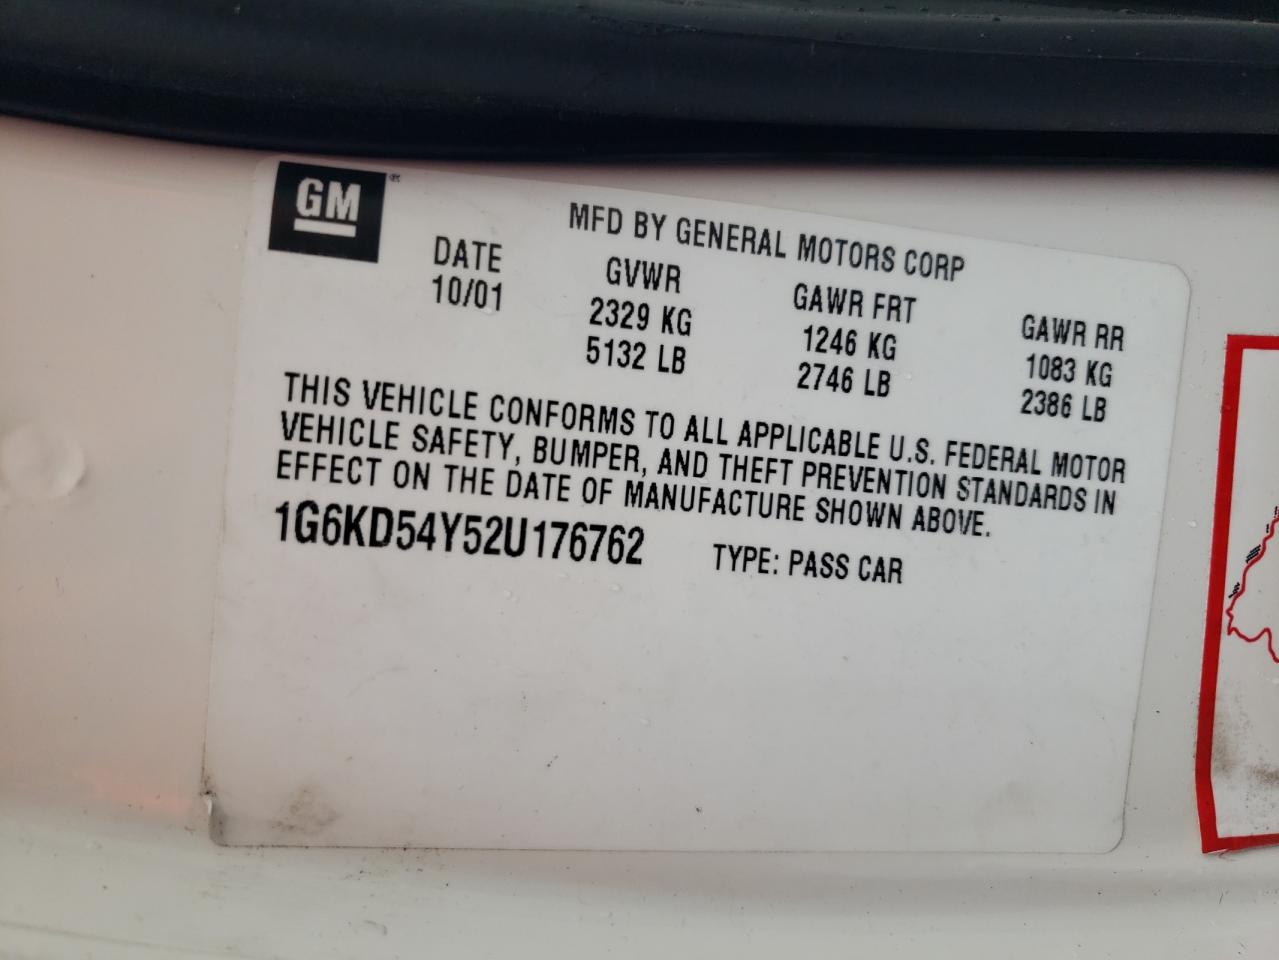 GM®
MFD BY GENERAL MOTORS CORP
DATE GVWR GAWR FRT GAWR RR
10/01 2329 KG 1246 KG 1083 KG
5132 LB 2746 LB 2386 LB
THIS VEHICLE CONFORMS TO ALL APPLICABLE U.S. FEDERAL MOTOR
VEHICLE SAFETY, BUMPER, AND THEFT PREVENTION STANDARDS IN
EFFECT ON THE DATE OF MANUFACTURE SHOWN ABOVE.
1G6KD54Y52U176762 TYPE: PASS CAR